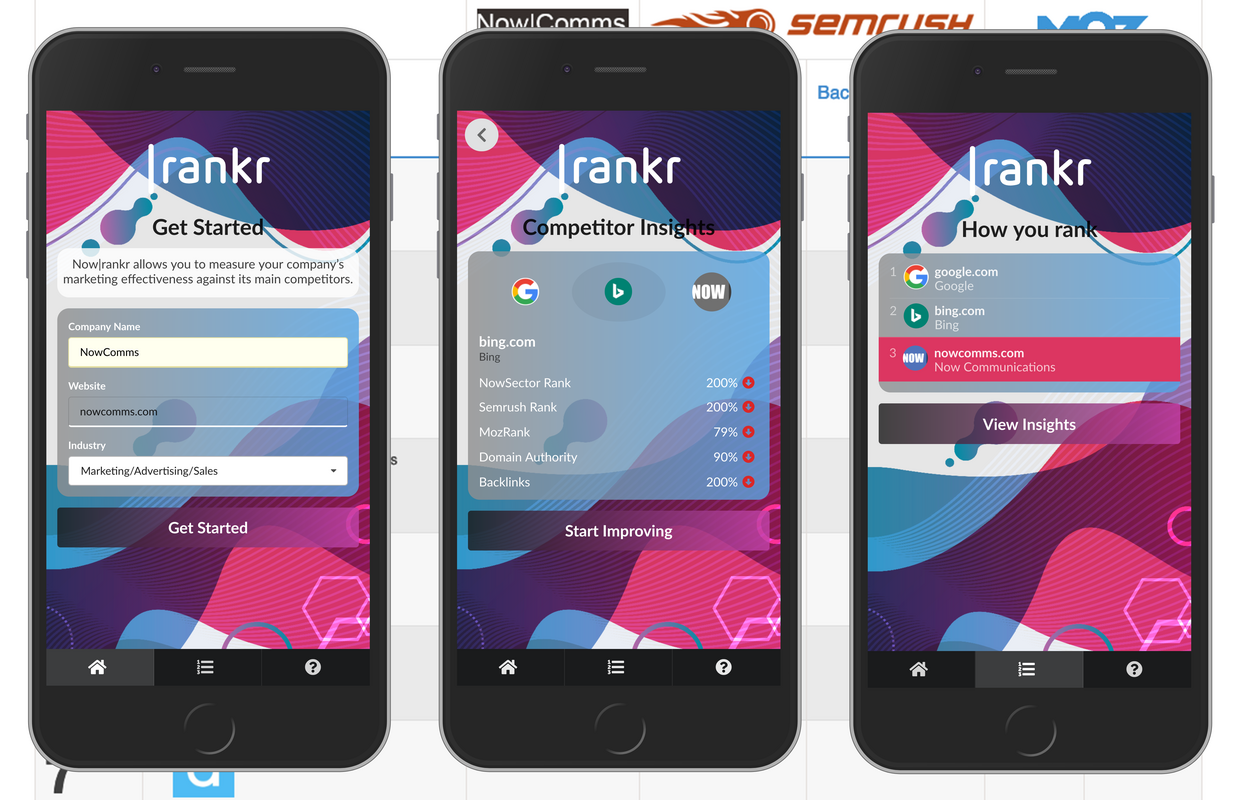 Now|Comms
semrush
MOZ
Bac
s
7
|rankr
Get Started
Now|rankr allows you to measure your company's
marketing effectiveness against its main competitors.
Company Name
NowComms
Website
nowcomms.com
Industry
Marketing/Advertising/Sales
Get Started
|rankr
Competitor Insights
NOW
bing.com
Bing
NowSector Rank 200%
Semrush Rank 200%
MozRank 79%
Domain Authority 90%
Backlinks 200%
Start Improving
|rankr
How you rank
1 google.com
Google
2 bing.com
Bing
3 NOW nowcomms.com
Now Communications
View Insights